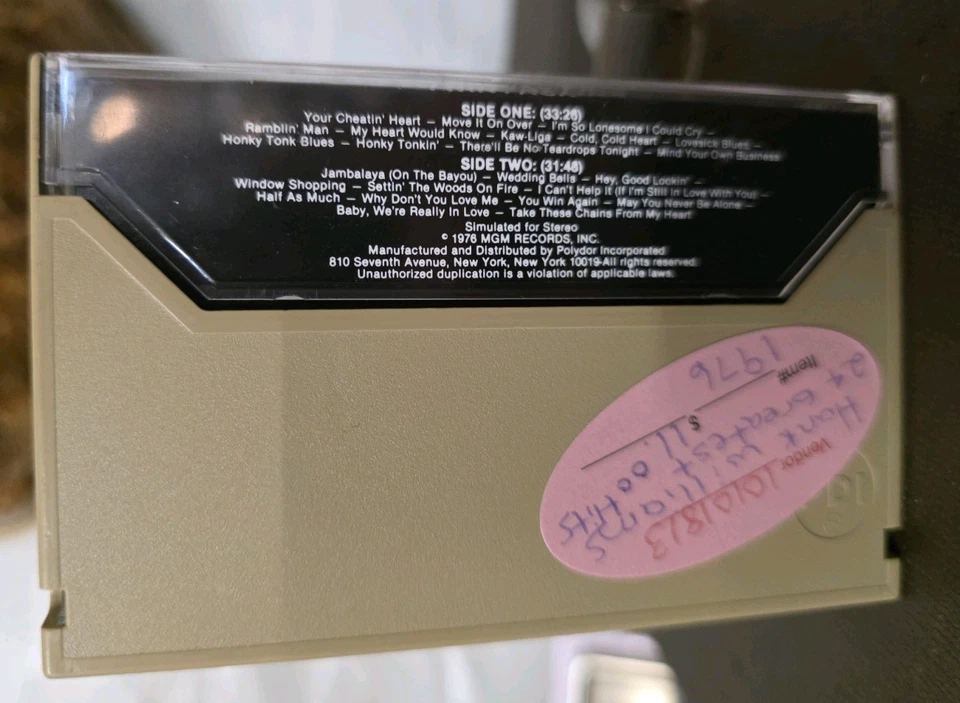 SIDE ONE: (33:26)
Your Cheatin' Heart — Move It On Over — I'm So Lonesome I Could Cry —
Ramblin' Man — My Heart Would Know — Kaw-Liga — Cold, Cold Heart — Lovesick Blues —
Honky Tonk Blues — Honky Tonkin' — There'll Be No Teardrops Tonight — Mind Your Own Business
SIDE TWO: (31:48)
Jambalaya (On The Bayou) — Wedding Bells — Hey, Good Lookin' —
Window Shopping — Settin' The Woods On Fire — I Can't Help It (If I'm Still In Love With You) —
Half As Much — Why Don't You Love Me — You Win Again — May You Never Be Alone —
Baby, We're Really In Love — Take These Chains From My Heart
Simulated for Stereo
© 1976 MGM RECORDS, INC.
Manufactured and Distributed by Polydor Incorporated
810 Seventh Avenue, New York, New York 10019-All rights reserved.
Unauthorized duplication is a violation of applicable laws.
Vendor 10101813
Hank Williams
24 Greatest Hits
$ 11.00
Item# 1976